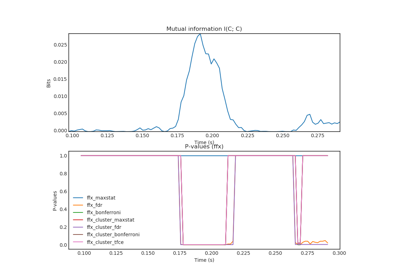 Mutual information I(C; C)
0.025
0.020
0.015
0.010
0.005
0.000
Bits
0.100 0.125 0.150 0.175 0.200 0.225 0.250 0.275
Time (s)
P-values (ffx)
1.0
0.8
0.6
0.4
0.2
0.0
P-values
ffx_maxstat
ffx_fdr
ffx_bonferroni
ffx_cluster_maxstat
ffx_cluster_fdr
ffx_cluster_bonferroni
ffx_cluster_tfce
0.100 0.125 0.150 0.175 0.200 0.225 0.250 0.275 0.300
Time (s)